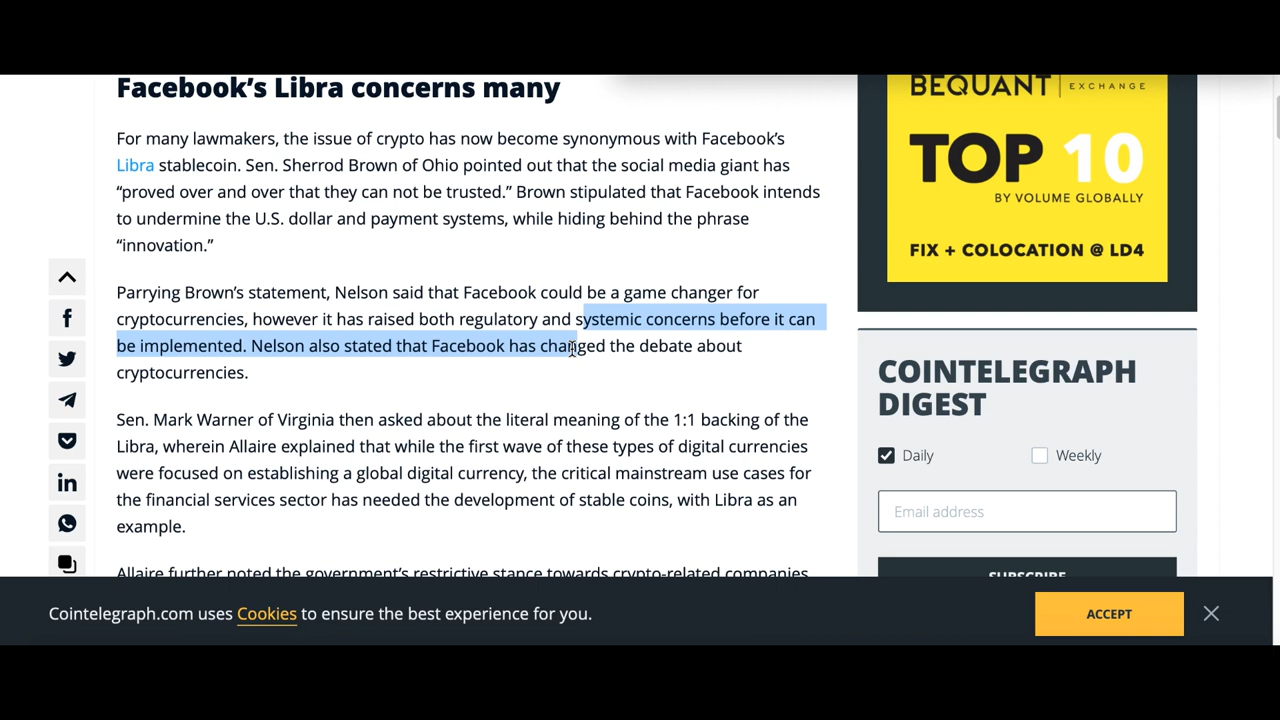 Facebook’s Libra concerns many
For many lawmakers, the issue of crypto has now become synonymous with Facebook’s
Libra stablecoin. Sen. Sherrod Brown of Ohio pointed out that the social media giant has
“proved over and over that they can not be trusted.” Brown stipulated that Facebook intends
to undermine the U.S. dollar and payment systems, while hiding behind the phrase
“innovation.”
Parrying Brown’s statement, Nelson said that Facebook could be a game changer for
cryptocurrencies, however it has raised both regulatory and systemic concerns before it can
be implemented. Nelson also stated that Facebook has changed the debate about
cryptocurrencies.
Sen. Mark Warner of Virginia then asked about the literal meaning of the 1:1 backing of the
Libra, wherein Allaire explained that while the first wave of these types of digital currencies
were focused on establishing a global digital currency, the critical mainstream use cases for
the financial services sector has needed the development of stable coins, with Libra as an
example.
Allaire further noted the government’s restrictive stance towards crypto-related companies
BEQUANT EXCHANGE
TOP 10
BY VOLUME GLOBALLY
FIX + COLOCATION @ LD4
COINTELEGRAPH
DIGEST
Daily Weekly
Email address
SUBSCRIBE
Cointelegraph.com uses Cookies to ensure the best experience for you.
ACCEPT